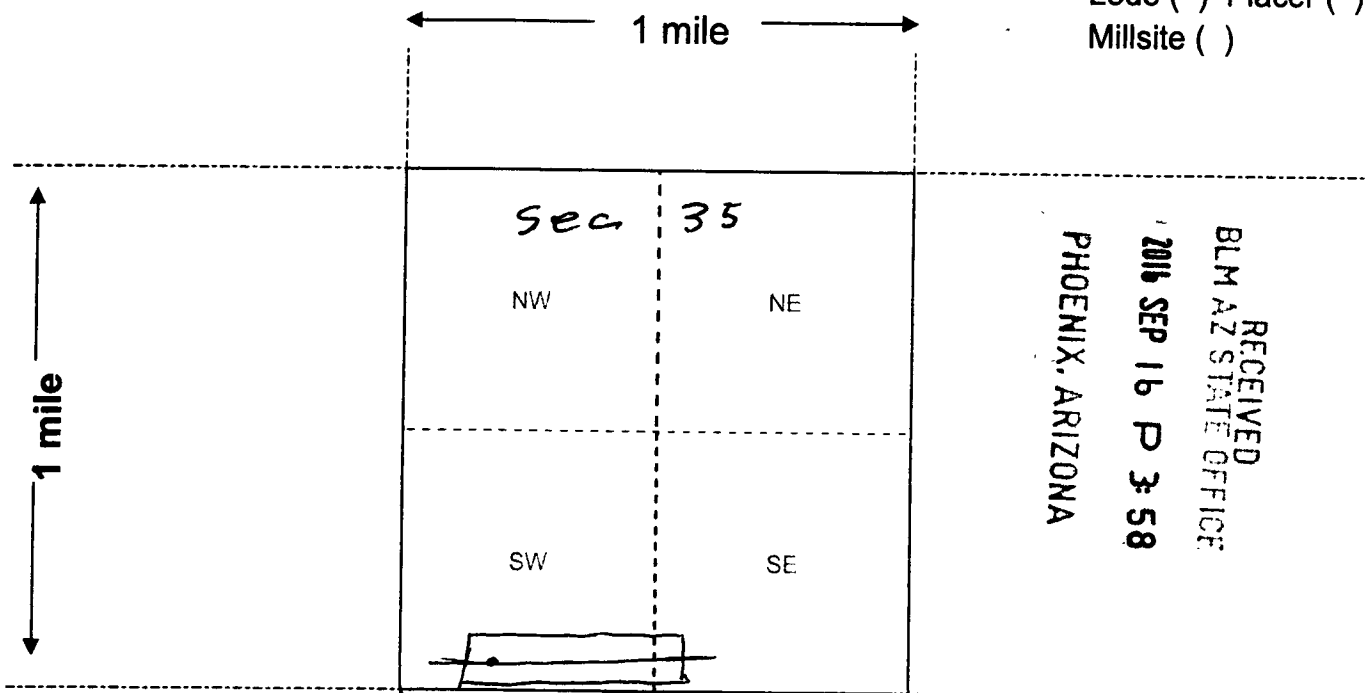 Lode ( ) Placer ( )
Millsite ( )
1 mile
1 mile
Sec 35
NW NE
SW SE
RECEIVED
BLM AZ STATE OFFICE
SEP 16 P 3:58
PHOENIX, ARIZONA